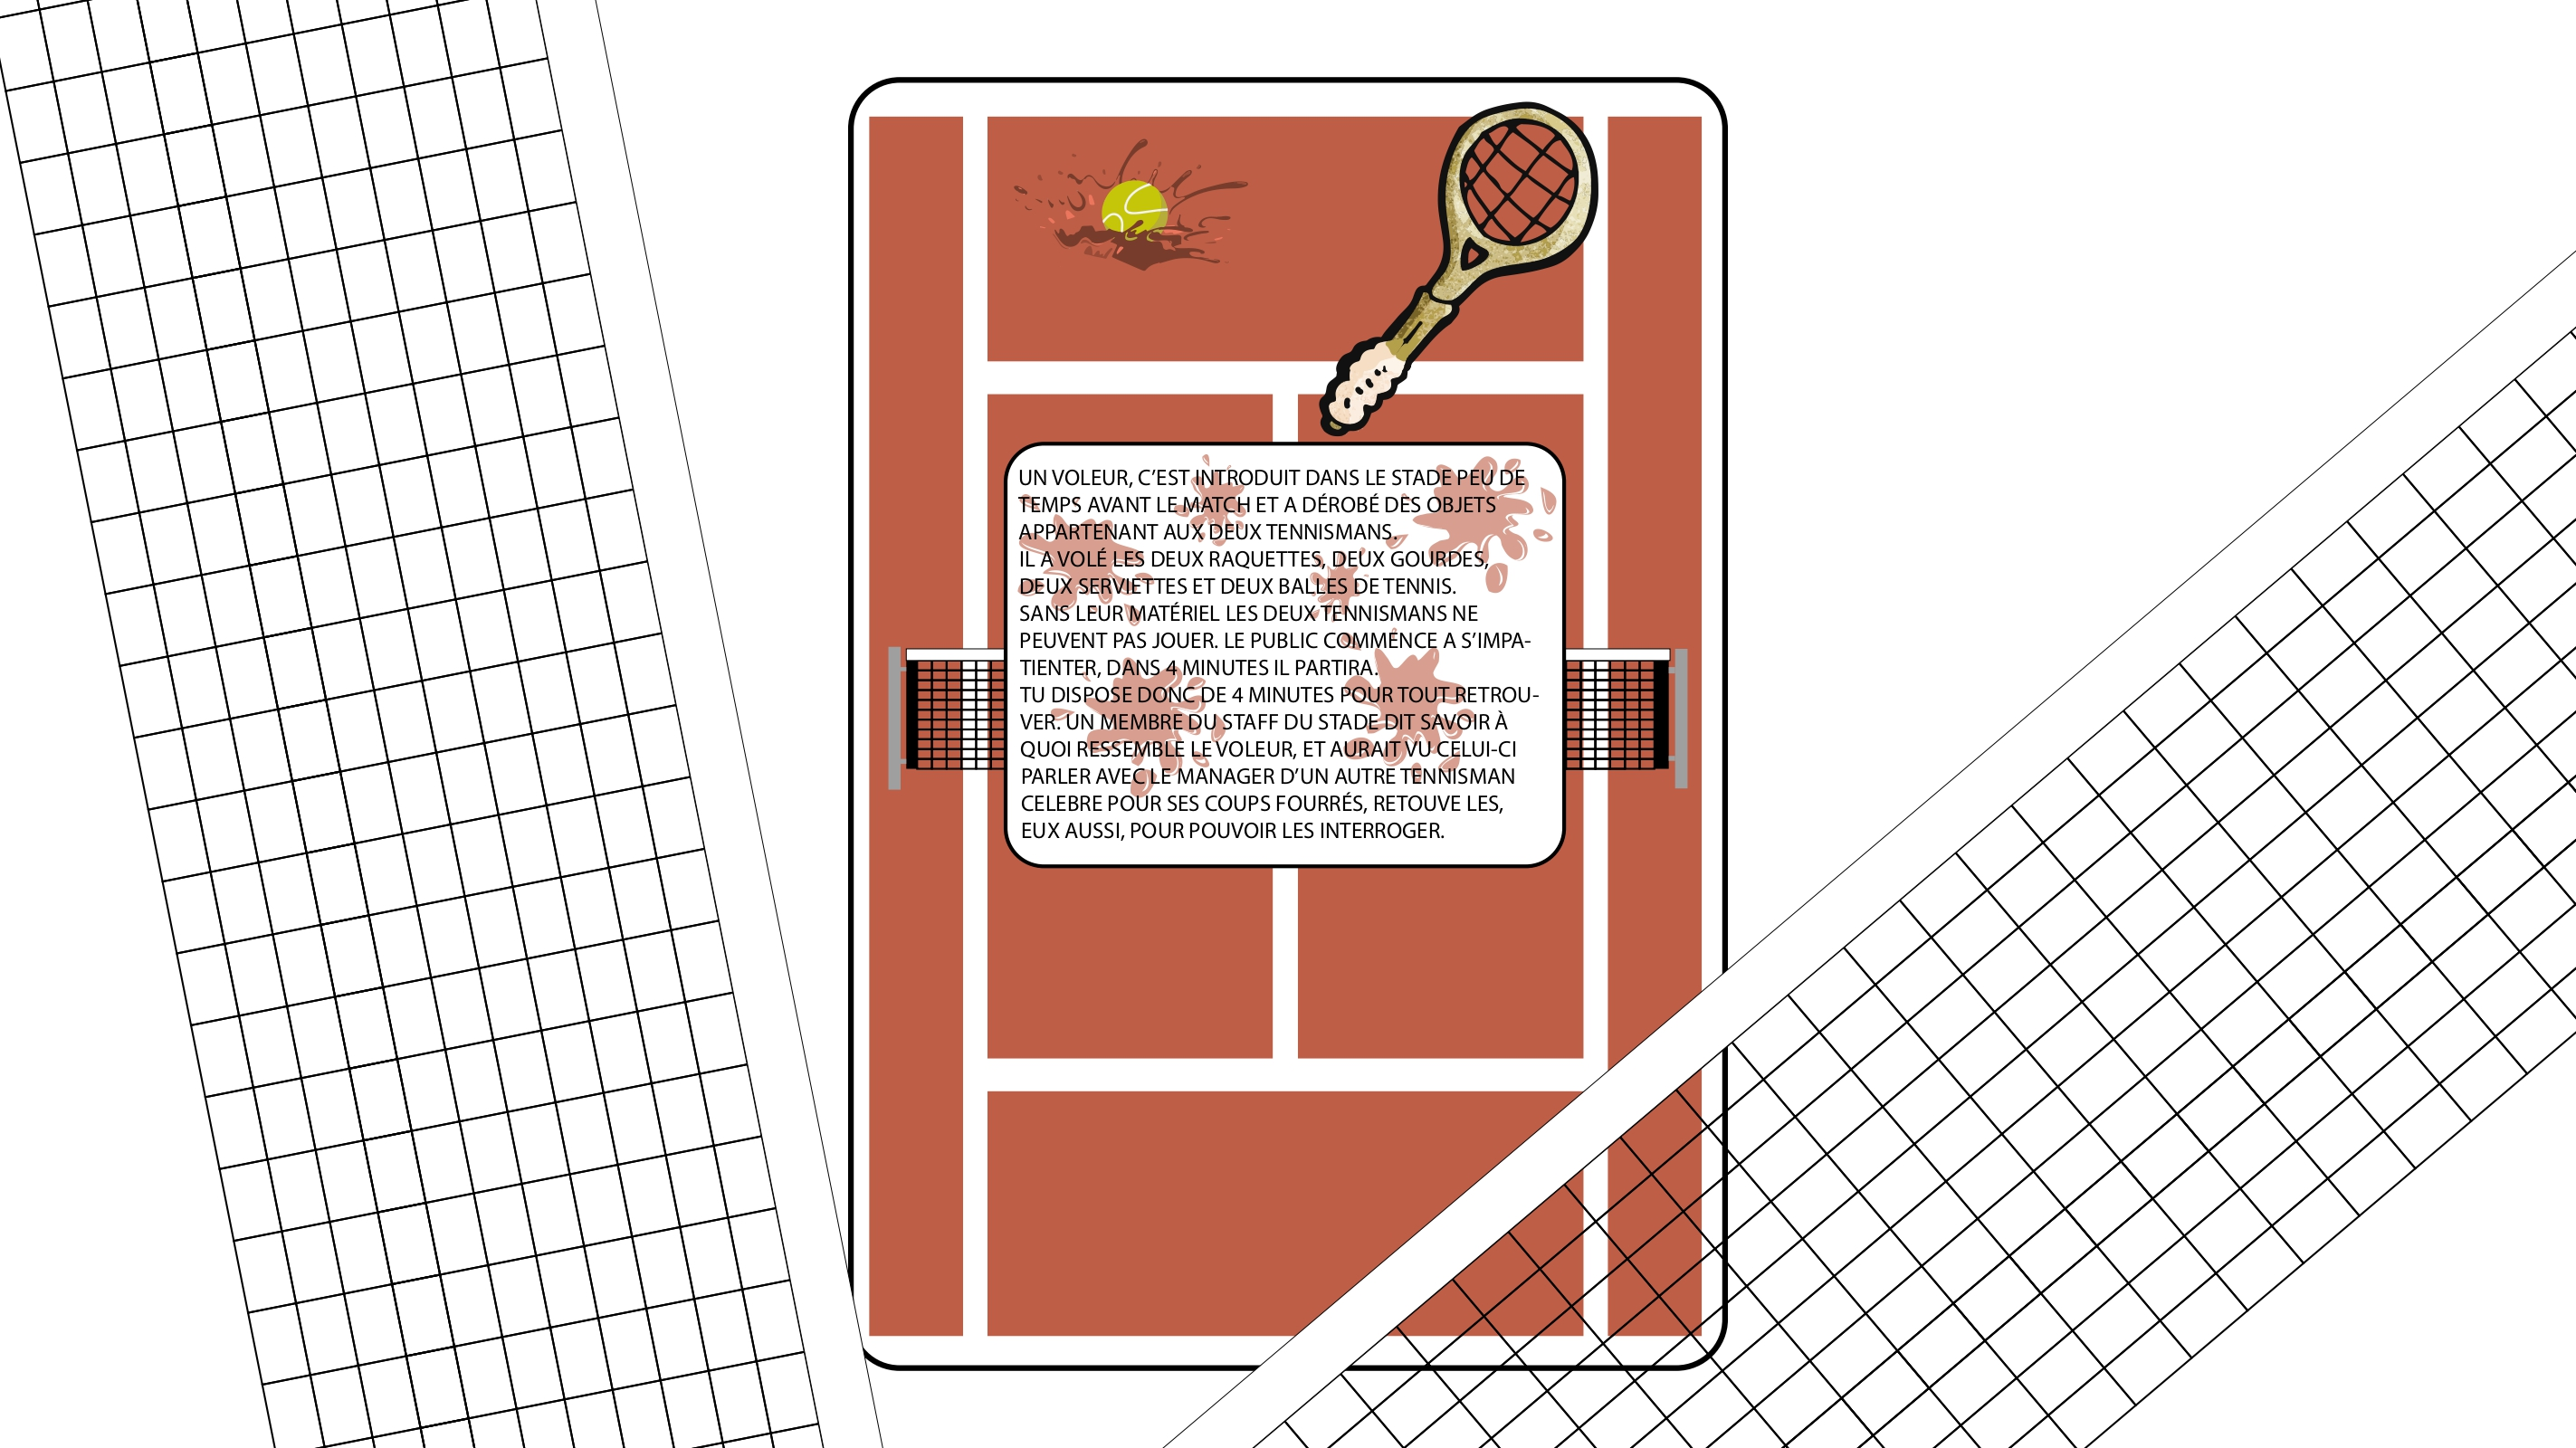 UN VOLEUR, C’EST INTRODUIT DANS LE STADE PEU DE
TEMPS AVANT LE MATCH ET A DÉROBÉ DES OBJETS
APPARTENANT AUX DEUX TENNISMANS.
IL A VOLÉ LES DEUX RAQUETTES, DEUX GOURDES,
DEUX SERVIETTES ET DEUX BALLES DE TENNIS.
SANS LEUR MATÉRIEL LES DEUX TENNISMANS NE
PEUVENT PAS JOUER. LE PUBLIC COMMENCE A S’IMPA-
TIENTER, DANS 4 MINUTES IL PARTIRA.
TU DISPOSE DONC DE 4 MINUTES POUR TOUT RETROU-
VER. UN MEMBRE DU STAFF DU STADE DIT SAVOIR À
QUOI RESSEMBLE LE VOLEUR, ET AURAIT VU CELUI-CI
PARLER AVEC LE MANAGER D’UN AUTRE TENNISMAN
CELEBRE POUR SES COUPS FOURRÉS, RETOUVE LES,
EUX AUSSI, POUR POUVOIR LES INTERROGER.